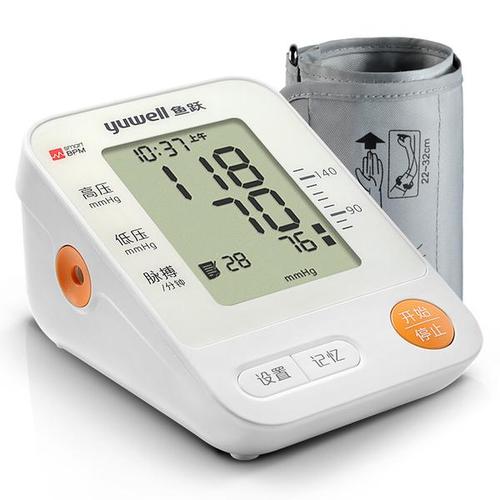 yuwell 鱼跃
smart
BPM
10:37 上午
高压
mmHg
118
140
低压
mmHg
70
90
脉搏
/分钟
28
76
mmHg
22~32cm
设置
记忆
开始
停止